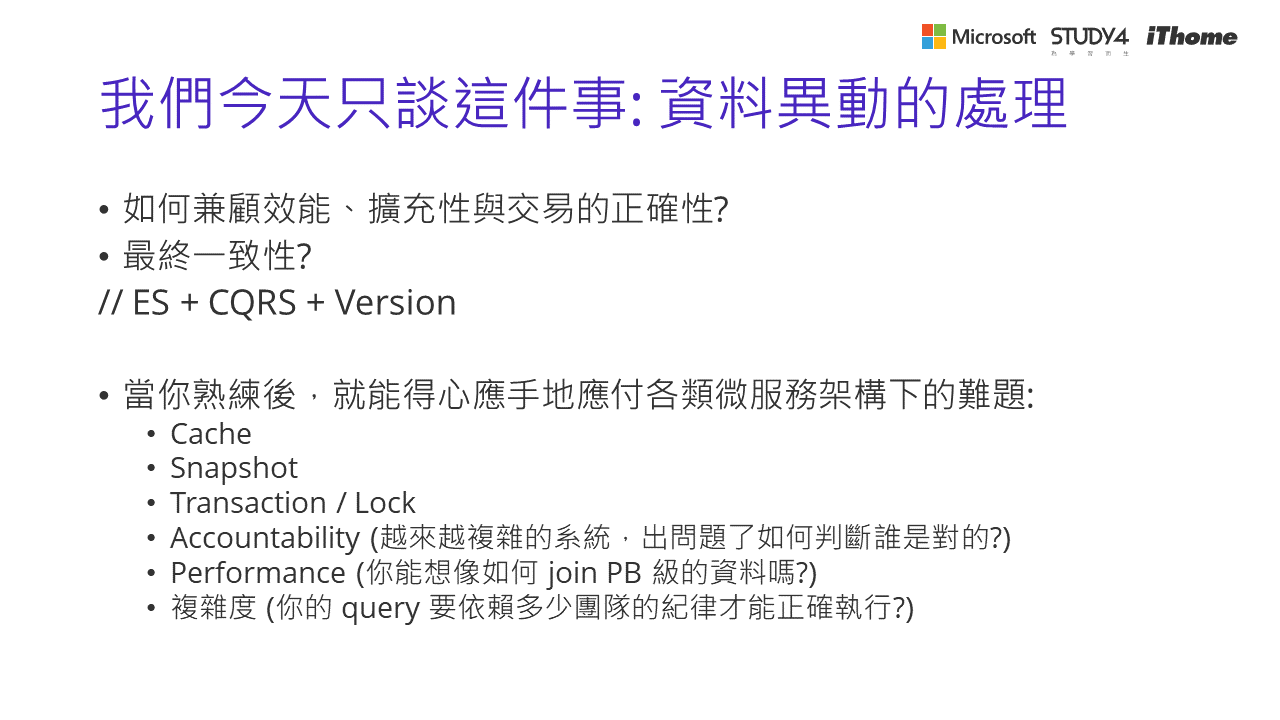 Microsoft STUDY4 iThome
為 學 習 而 生
我們今天只談這件事: 資料異動的處理
• 如何兼顧效能、擴充性與交易的正確性?
• 最終一致性?
// ES + CQRS + Version
• 當你熟練後，就能得心應手地應付各類微服務架構下的難題:
• Cache
• Snapshot
• Transaction / Lock
• Accountability (越來越複雜的系統，出問題了如何判斷誰是對的?)
• Performance (你能想像如何 join PB 級的資料嗎?)
• 複雜度 (你的 query 要依賴多少團隊的紀律才能正確執行?)